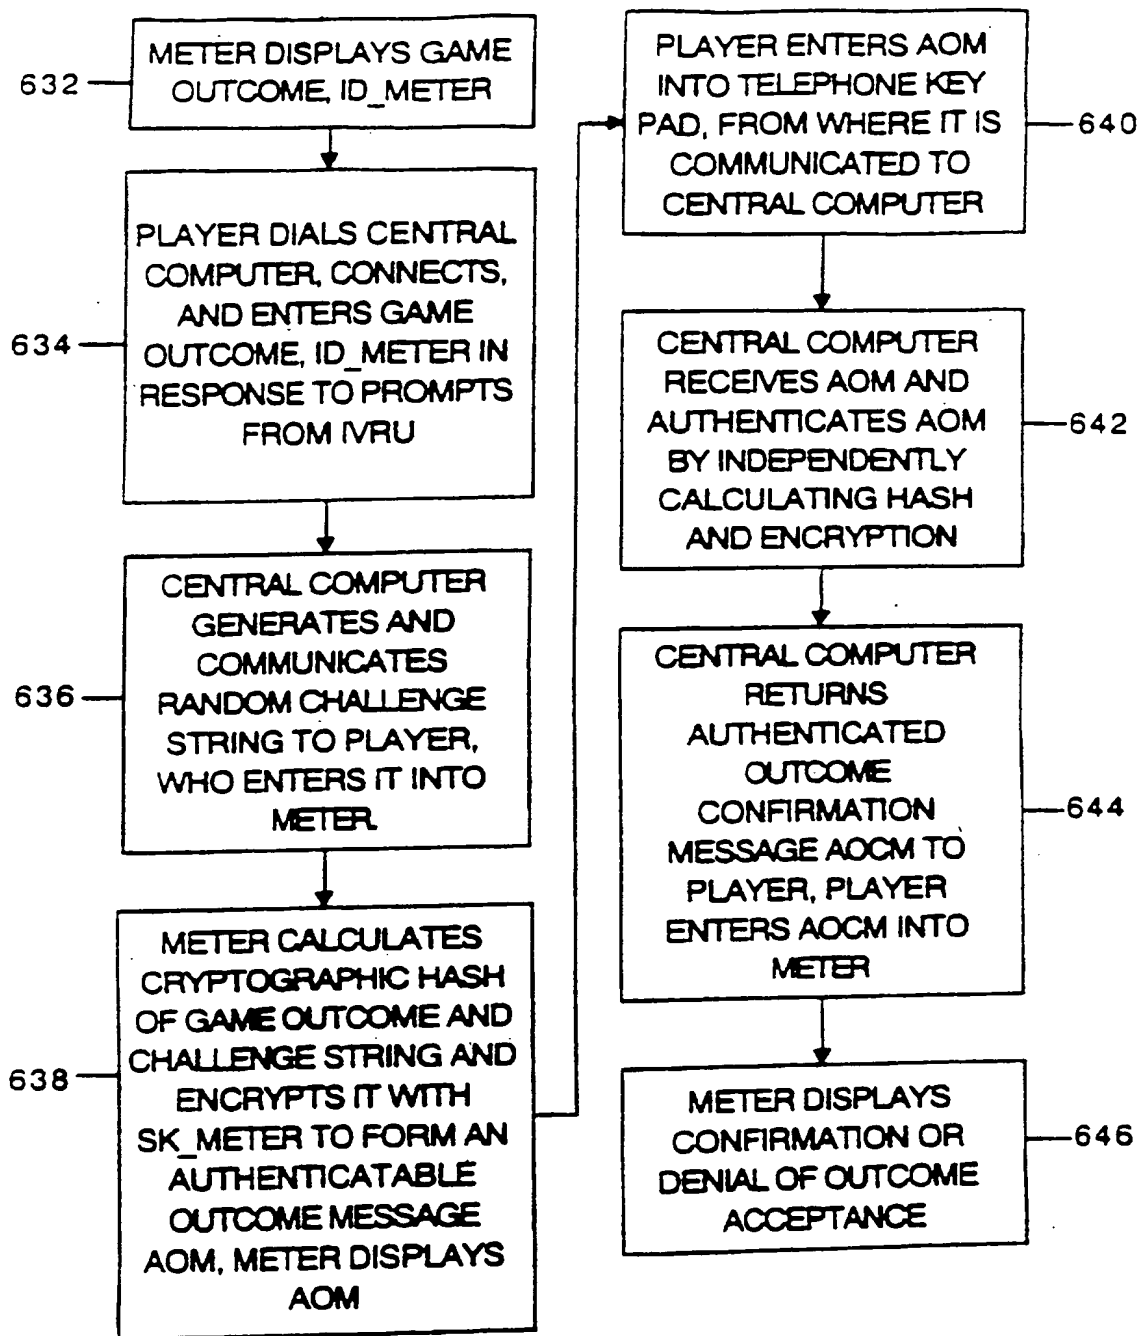 632
METER DISPLAYS GAME
OUTCOME, ID_METER
634
PLAYER DIALS CENTRAL
COMPUTER, CONNECTS,
AND ENTERS GAME
OUTCOME, ID_METER IN
RESPONSE TO PROMPTS
FROM IVRU
636
CENTRAL COMPUTER
GENERATES AND
COMMUNICATES
RANDOM CHALLENGE
STRING TO PLAYER,
WHO ENTERS IT INTO
METER.
638
METER CALCULATES
CRYPTOGRAPHIC HASH
OF GAME OUTCOME AND
CHALLENGE STRING AND
ENCRYPTS IT WITH
SK_METER TO FORM AN
AUTHENTICATABLE
OUTCOME MESSAGE
AOM, METER DISPLAYS
AOM
PLAYER ENTERS AOM
INTO TELEPHONE KEY
PAD, FROM WHERE IT IS
COMMUNICATED TO
CENTRAL COMPUTER
640
CENTRAL COMPUTER
RECEIVES AOM AND
AUTHENTICATES AOM
BY INDEPENDENTLY
CALCULATING HASH
AND ENCRYPTION
642
CENTRAL COMPUTER
RETURNS
AUTHENTICATED
OUTCOME
CONFIRMATION
MESSAGE AOCM TO
PLAYER, PLAYER
ENTERS AOCM INTO
METER
644
METER DISPLAYS
CONFIRMATION OR
DENIAL OF OUTCOME
ACCEPTANCE
646